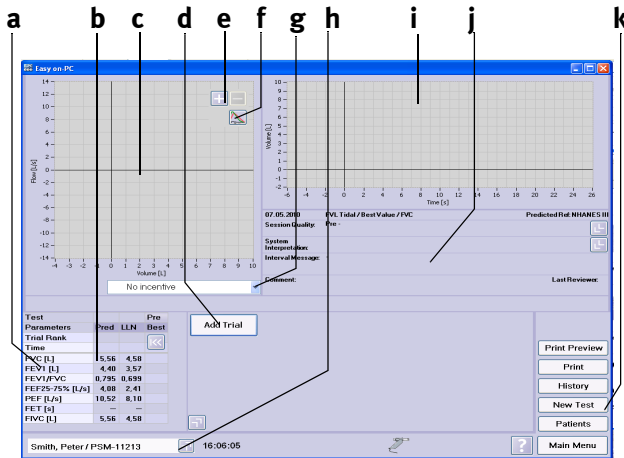 a b c d e f g h i j k
Easy on-PC
14
12
10
8
6
4
2
0
-2
-4
-6
-8
-10
-12
-14
Flow [L/s]
-4 -3 -2 -1 0 1 2 3 4 5 6 7 8 9 10
Volume [L]
No incentive
10
9
8
7
6
5
4
3
2
1
0
-1
-2
Volume [L]
-6 -4 -2 0 2 4 6 8 10 12 14 16 18 20 22 24 26
Time [s]
07.05.2010 FVL Tidal / Best Value / FVC Predicted Ref: NHANES III
Session Quality: Pre -
System
Interpretation:
Interval Message:
Comment: Last Reviewer:
Test Pre
Parameters Pred LLN Best
Trial Rank
Time
FVC [L] 5,56 4,58
FEV1 [L] 4,40 3,57
FEV1/FVC 0,795 0,699
FEF25-75% [L/s] 4,08 2,41
PEF [L/s] 10,52 8,10
FET [s] – –
FIVC [L] 5,56 4,58
Add Trial
Print Preview
Print
History
New Test
Patients
Smith, Peter / PSM-11213 16:06:05 ? Main Menu